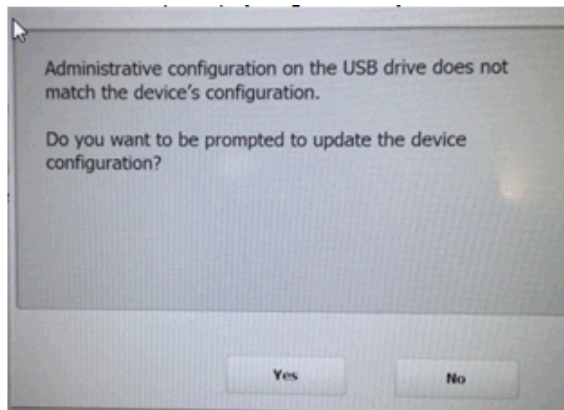 Administrative configuration on the USB drive does not
match the device's configuration.
Do you want to be prompted to update the device
configuration?
Yes
No